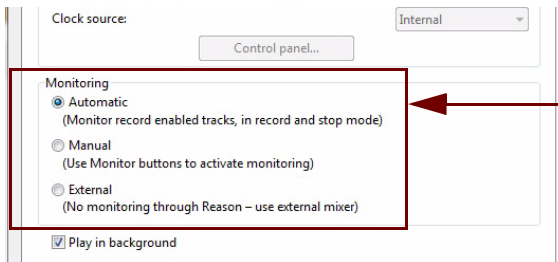 Clock source:
Internal
Control panel...
Monitoring
Automatic
(Monitor record enabled tracks, in record and stop mode)
Manual
(Use Monitor buttons to activate monitoring)
External
(No monitoring through Reason – use external mixer)
Play in background